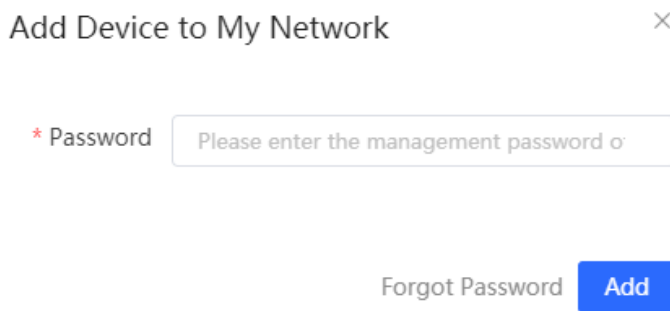 Add Device to My Network
* Password
Please enter the management password o
Forgot Password
Add